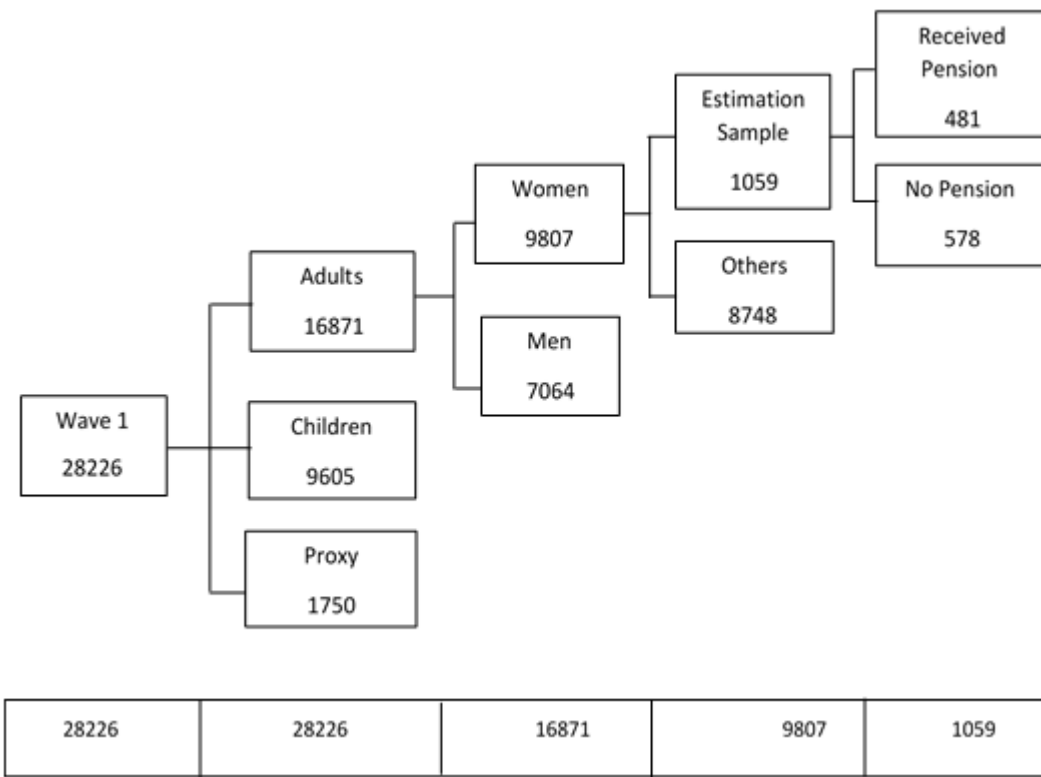 Wave 1
28226
Adults
16871
Children
9605
Proxy
1750
Women
9807
Men
7064
Estimation
Sample
1059
Others
8748
Received
Pension
481
No Pension
578
28226 28226 16871 9807 1059